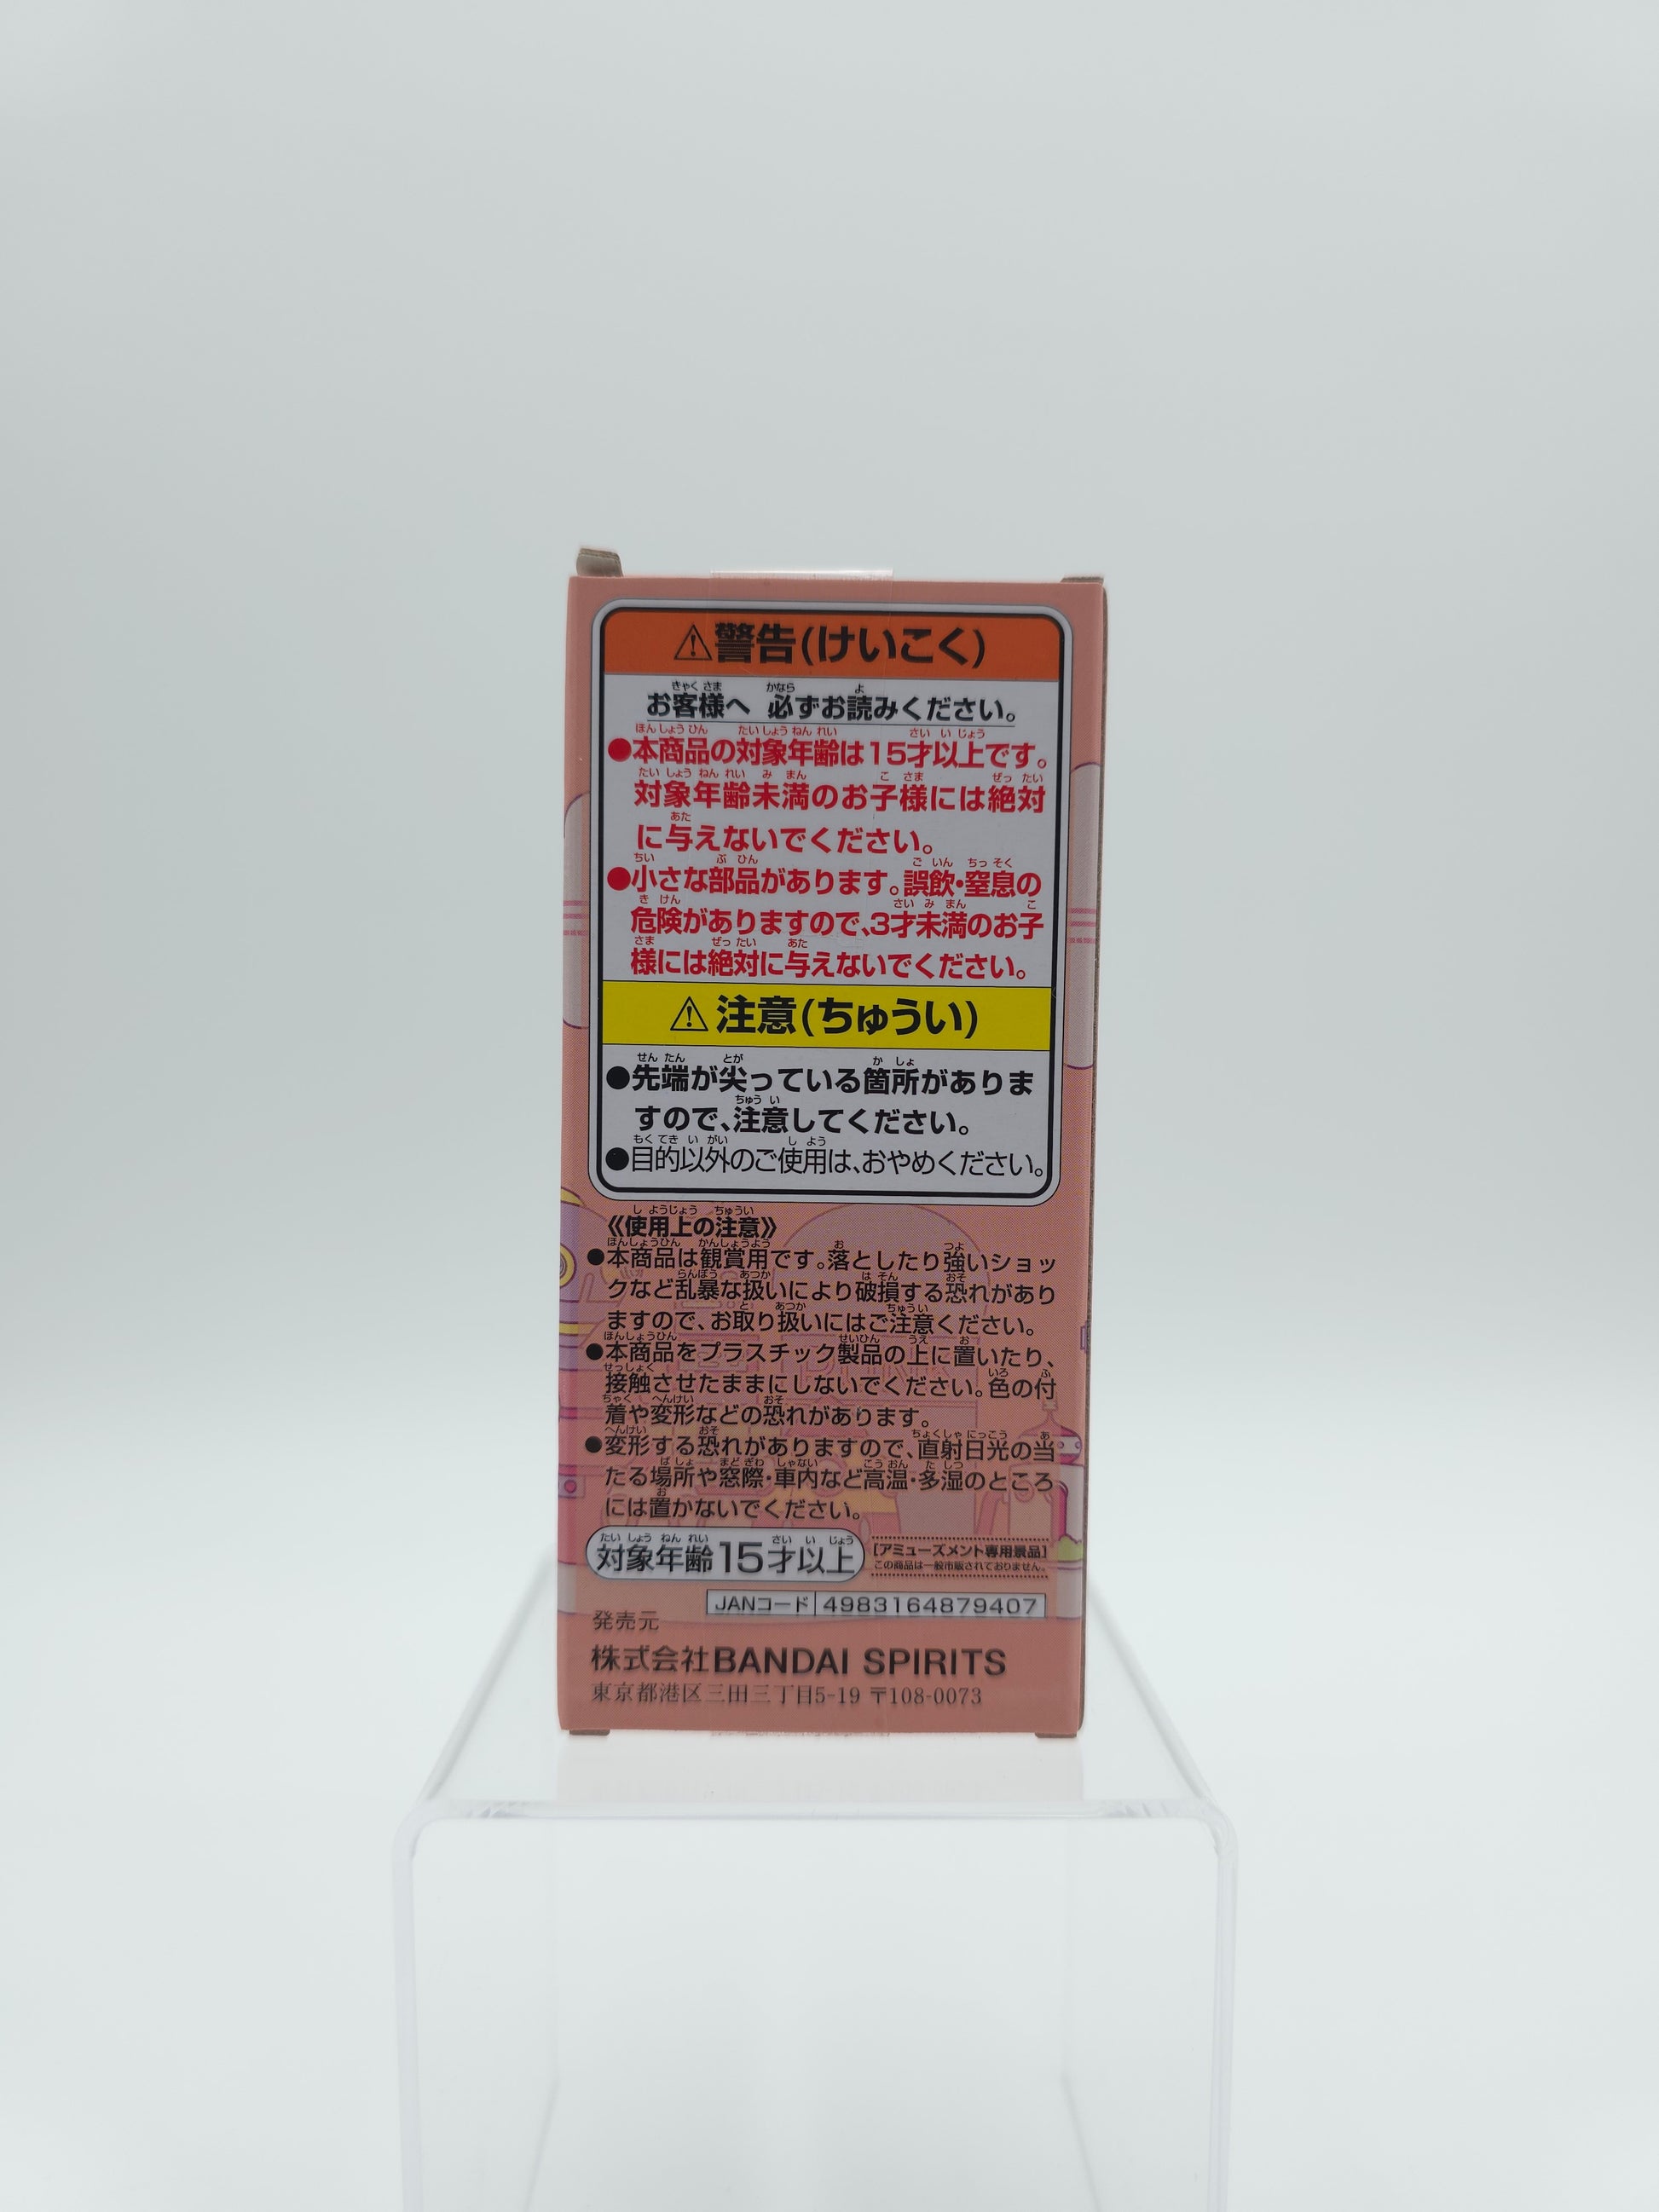 ⚠警告(けいこく)
お客様へ 必ずお読みください。
●本商品の対象年齢は15才以上です。
対象年齢未満のお子様には絶対
に与えないでください。
●小さな部品があります。誤飲・窒息の
危険がありますので、3才未満のお子
様には絶対に与えないでください。
⚠注意(ちゅうい)
●先端が尖っている箇所がありま
すので、注意してください。
●目的以外のご使用は、おやめください。
《使用上の注意》
●本商品は観賞用です。落としたり強いショッ
クなど乱暴な扱いにより破損する恐れがあり
ますので、お取り扱いにはご注意ください。
●本商品をプラスチック製品の上に置いたり、
接触させたままにしないでください。色の付
着や変形などの恐れがあります。
●変形する恐れがありますので、直射日光の当
たる場所や窓際・車内など高温・多湿のところ
には置かないでください。
対象年齢15才以上
[アミューズメント専用景品]
この商品は一般市販されておりません。
JANコード 4983164879407
発売元
株式会社BANDAI SPIRITS
東京都港区三田三丁目5-19 〒108-0073